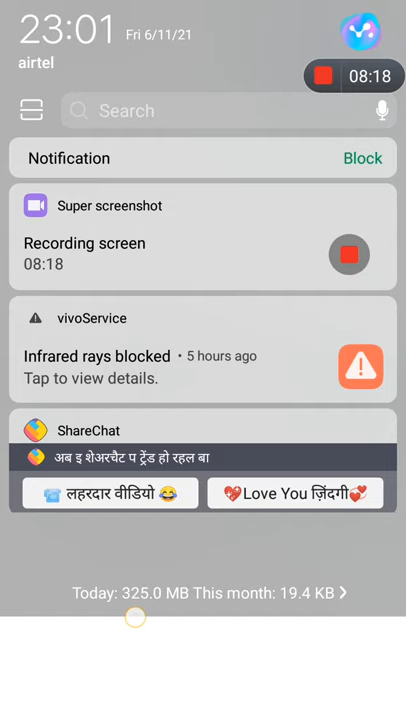 23:01 Fri 6/11/21
airtel
08:18
Search
Notification Block
Super screenshot
Recording screen
08:18
vivoService
Infrared rays blocked • 5 hours ago
Tap to view details.
ShareChat
अब इ शेअरचैट प ट्रेंड हो रहल बा
लहरदार वीडियो 😂 💖Love You ज़िंदगी💞
Today: 325.0 MB This month: 19.4 KB